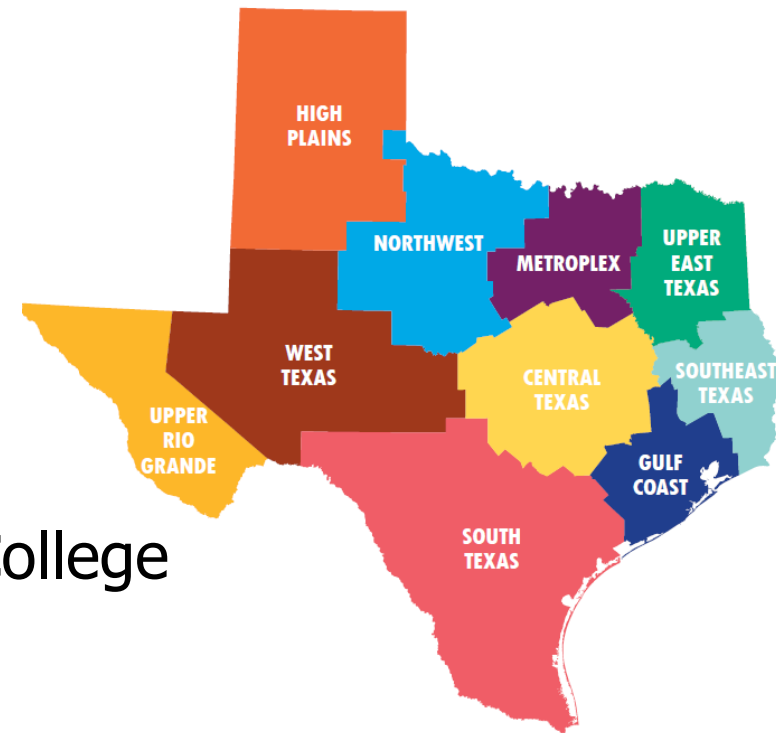 HIGH
PLAINS
NORTHWEST
METROPLEX
UPPER
EAST
TEXAS
WEST
TEXAS
CENTRAL
TEXAS
SOUTHEAST
TEXAS
UPPER
RIO
GRANDE
GULF
COAST
SOUTH
TEXAS
College